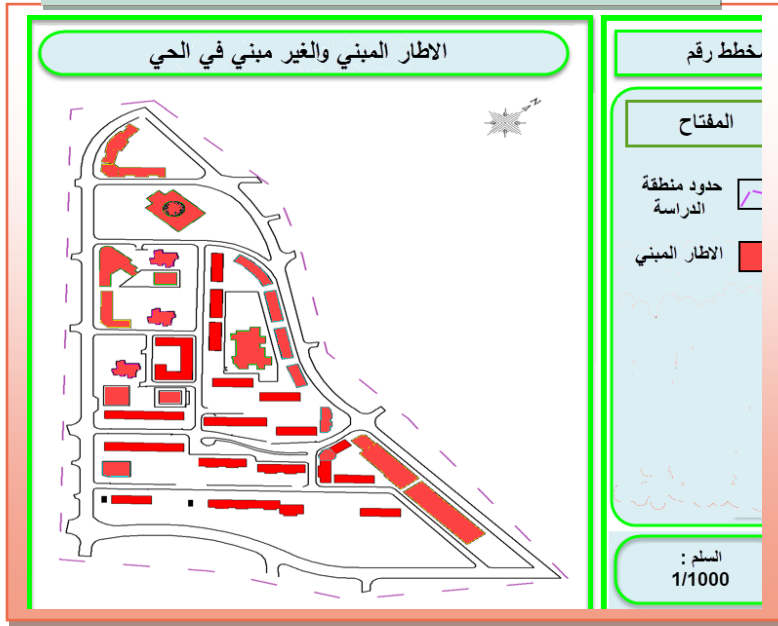 الاطار المبني والغير مبني في الحي
مخطط رقم
المفتاح
حدود منطقة
الدراسة
الاطار المبني
السلم :
1/1000
N